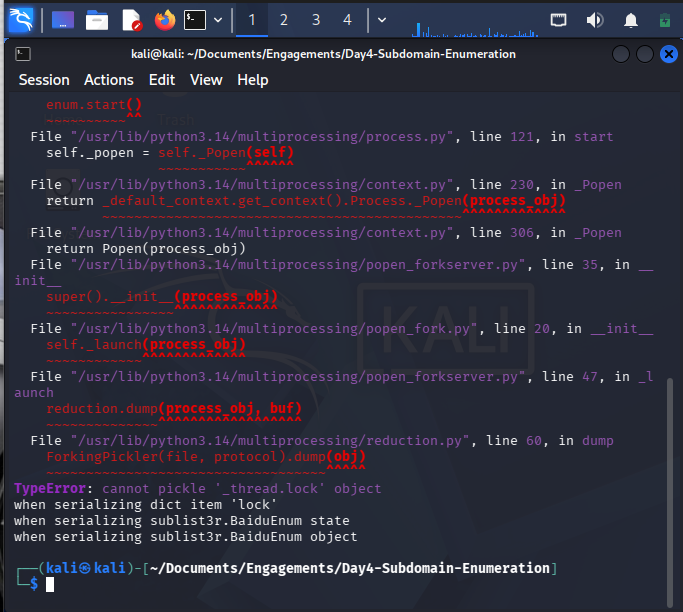 1 2 3 4
kali@kali: ~/Documents/Engagements/Day4-Subdomain-Enumeration
Session Actions Edit View Help
enum.start()
~~~~~~~~~~^^
File "/usr/lib/python3.14/multiprocessing/process.py", line 121, in start
self._popen = self._Popen(self)
~~~~~~~~~~~^^^^^^
File "/usr/lib/python3.14/multiprocessing/context.py", line 230, in _Popen
return _default_context.get_context().Process._Popen(process_obj)
~~~~~~~~~~~~~~~~~~~~~~~~~~~~~~~~~~~~~~~~~~~~~^^^^^^^^^^^^^
File "/usr/lib/python3.14/multiprocessing/context.py", line 306, in _Popen
return Popen(process_obj)
File "/usr/lib/python3.14/multiprocessing/popen_forkserver.py", line 35, in __
init__
super().__init__(process_obj)
~~~~~~~~~~~~~~~~^^^^^^^^^^^^^
File "/usr/lib/python3.14/multiprocessing/popen_fork.py", line 20, in __init__
self._launch(process_obj)
~~~~~~~~~~~~^^^^^^^^^^^^^
File "/usr/lib/python3.14/multiprocessing/popen_forkserver.py", line 47, in _l
aunch
reduction.dump(process_obj, buf)
~~~~~~~~~~~~~~^^^^^^^^^^^^^^^^^^
File "/usr/lib/python3.14/multiprocessing/reduction.py", line 60, in dump
ForkingPickler(file, protocol).dump(obj)
~~~~~~~~~~~~~~~~~~~~~~~~~~~~~~~~~~~^^^^^
TypeError: cannot pickle '_thread.lock' object
when serializing dict item 'lock'
when serializing sublist3r.BaiduEnum state
when serializing sublist3r.BaiduEnum object
┌──(kali㉿kali)-[~/Documents/Engagements/Day4-Subdomain-Enumeration]
└─$
KALI
Trash